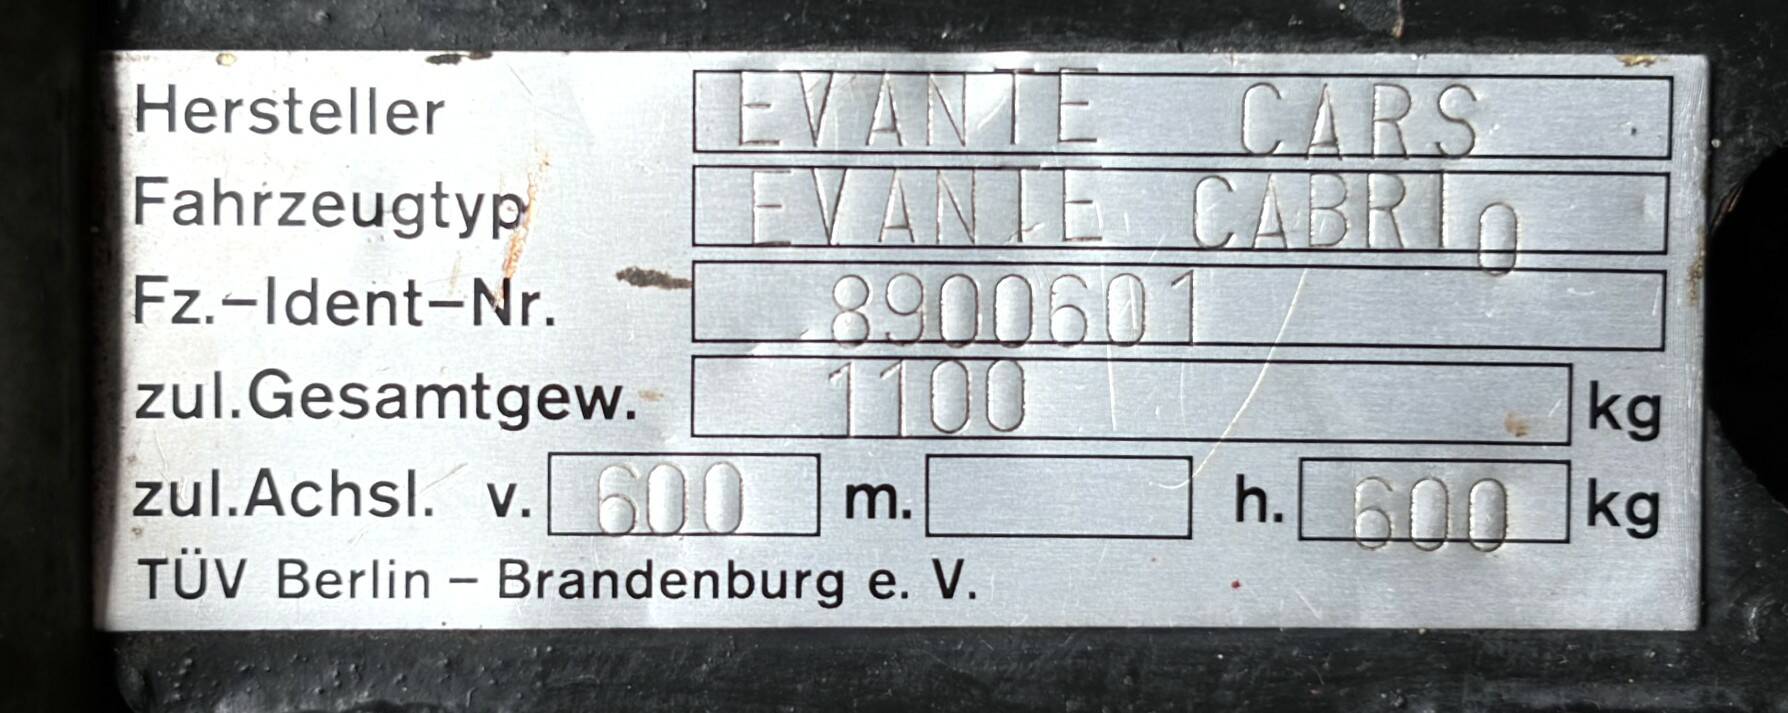 Hersteller EVANTE CARS
Fahrzeugtyp EVANTE CABRIO
Fz.-Ident-Nr. 8900601
zul.Gesamtgew. 1100 kg
zul.Achsl. v. 600 m. h. 600 kg
TÜV Berlin - Brandenburg e. V.